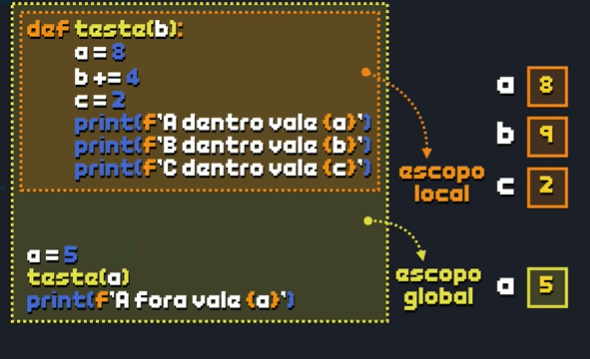 def teste(b):
a = 8
b += 4
c = 2
print(f'A dentro vale {a}')
print(f'B dentro vale {b}')
print(f'C dentro vale {c}')
a = 5
teste(a)
print(f'A fora vale {a}')
a 8
b 9
c 2
escopo
local
escopo
global
a 5